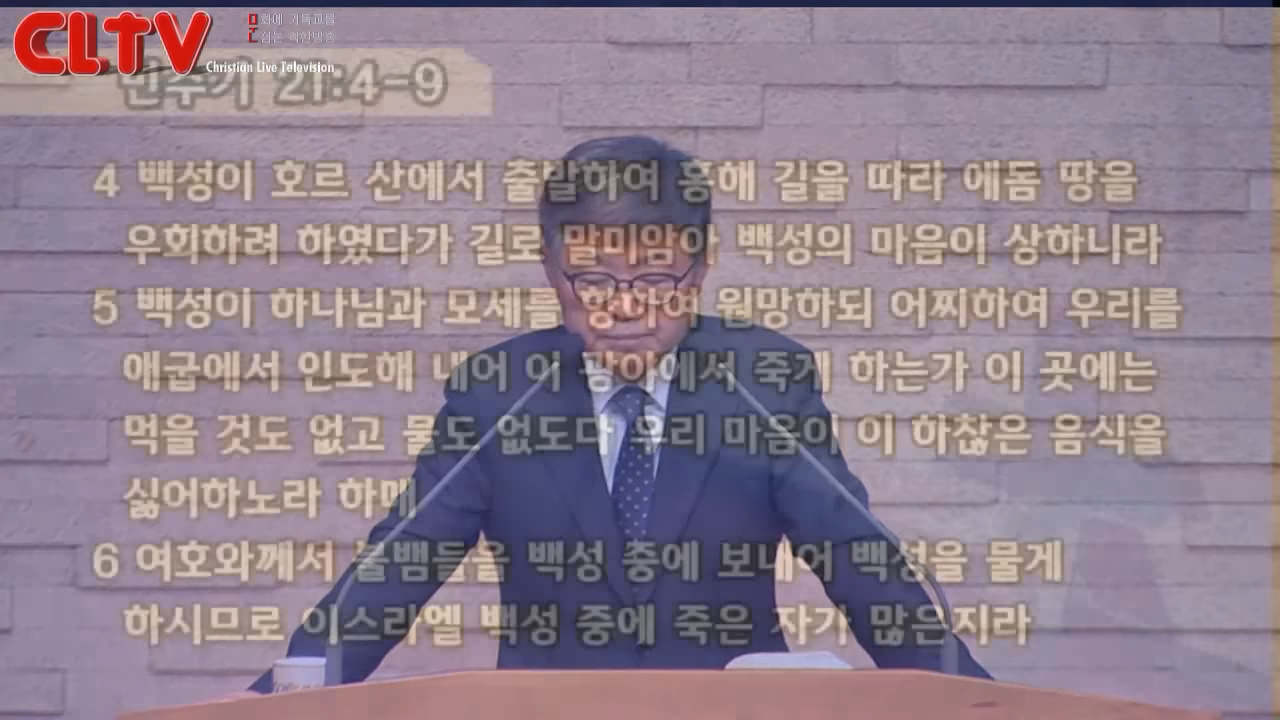 CLTV
Christian Live Television
민수기 21:4-9
4 백성이 호르 산에서 출발하여 홍해 길을 따라 에돔 땅을
우회하려 하였다가 길로 말미암아 백성의 마음이 상하니라
5 백성이 하나님과 모세를 향하여 원망하되 어찌하여 우리를
애굽에서 인도해 내어 이 광야에서 죽게 하는가 이 곳에는
먹을 것도 없고 물도 없도다 우리 마음이 이 하찮은 음식을
싫어하노라 하매
6 여호와께서 불뱀들을 백성 중에 보내어 백성을 물게
하시므로 이스라엘 백성 중에 죽은 자가 많은지라